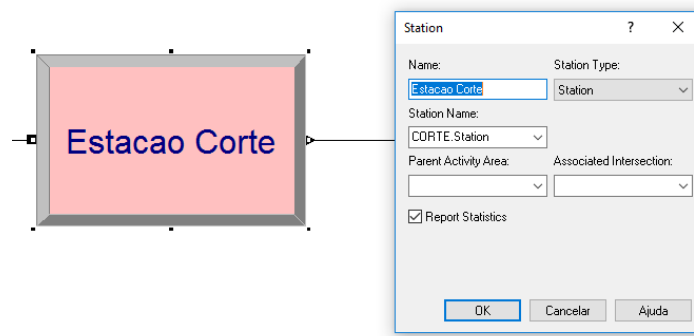 Estacao Corte
Station ? X
Name: Station Type:
Estacao Corte Station
Station Name:
CORTE.Station
Parent Activity Area: Associated Intersection:
Report Statistics
OK Cancelar Ajuda